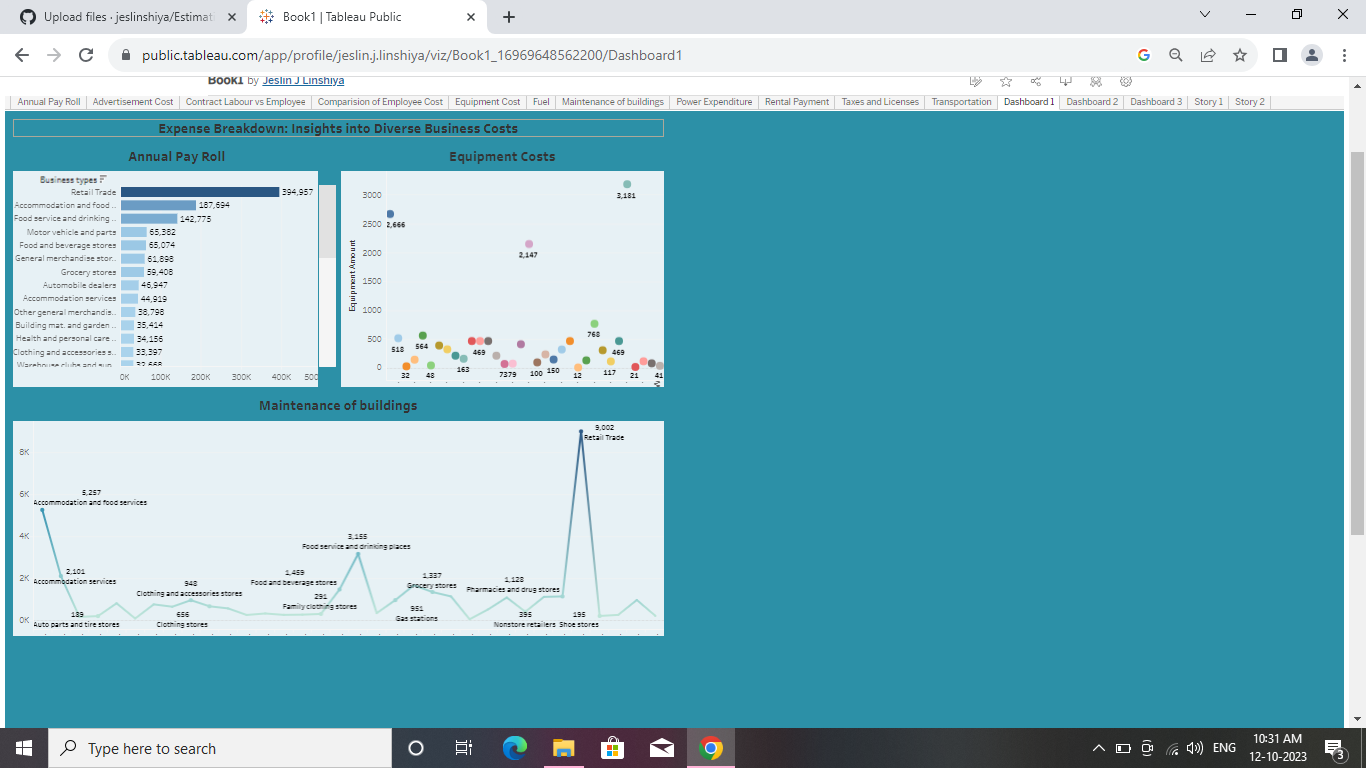 Upload files · jeslinshiya/Estimat
Book1 | Tableau Public
public.tableau.com/app/profile/jeslin.j.linshiya/viz/Book1_16969648562200/Dashboard1
Book1 by Jeslin J Linshiya
Annual Pay Roll Advertisement Cost Contract Labour vs Employee Comparision of Employee Cost Equipment Cost Fuel Maintenance of buildings Power Expenditure Rental Payment Taxes and Licenses Transportation Dashboard 1 Dashboard 2 Dashboard 3 Story 1 Story 2
Expense Breakdown: Insights into Diverse Business Costs
Annual Pay Roll
Business types
Retail Trade 394,957
Accommodation and food .. 187,694
Food service and drinking .. 142,775
Motor vehicle and parts 65,382
Food and beverage stores 65,074
General merchandise stor.. 61,898
Grocery stores 59,408
Automobile dealers 46,947
Accommodation services 44,919
Other general merchandis.. 38,798
Building mat. and garden .. 35,414
Health and personal care .. 34,156
Clothing and accessories s.. 33,397
Warehouse clubs and sup.. 32,668
0K 100K 200K 300K 400K 500
Equipment Costs
Equipment Amount
3000
2500
2000
1500
1000
500
0
3,181
2,666
2,147
768
518 564 469 469
163 100 150 117
32 48 7379 12 21 41
Maintenance of buildings
8K
6K
4K
2K
0K
9,002
Retail Trade
5,257
Accommodation and food services
3,155
Food service and drinking places
2,101
Accommodation services
948
Clothing and accessories stores
1,459
Food and beverage stores
291
Family clothing stores
1,337
Grocery stores
1,128
Pharmacies and drug stores
189
Auto parts and tire stores
656
Clothing stores
951
Gas stations
395
Nonstore retailers
195
Shoe stores
Type here to search
ENG
10:31 AM
12-10-2023
3